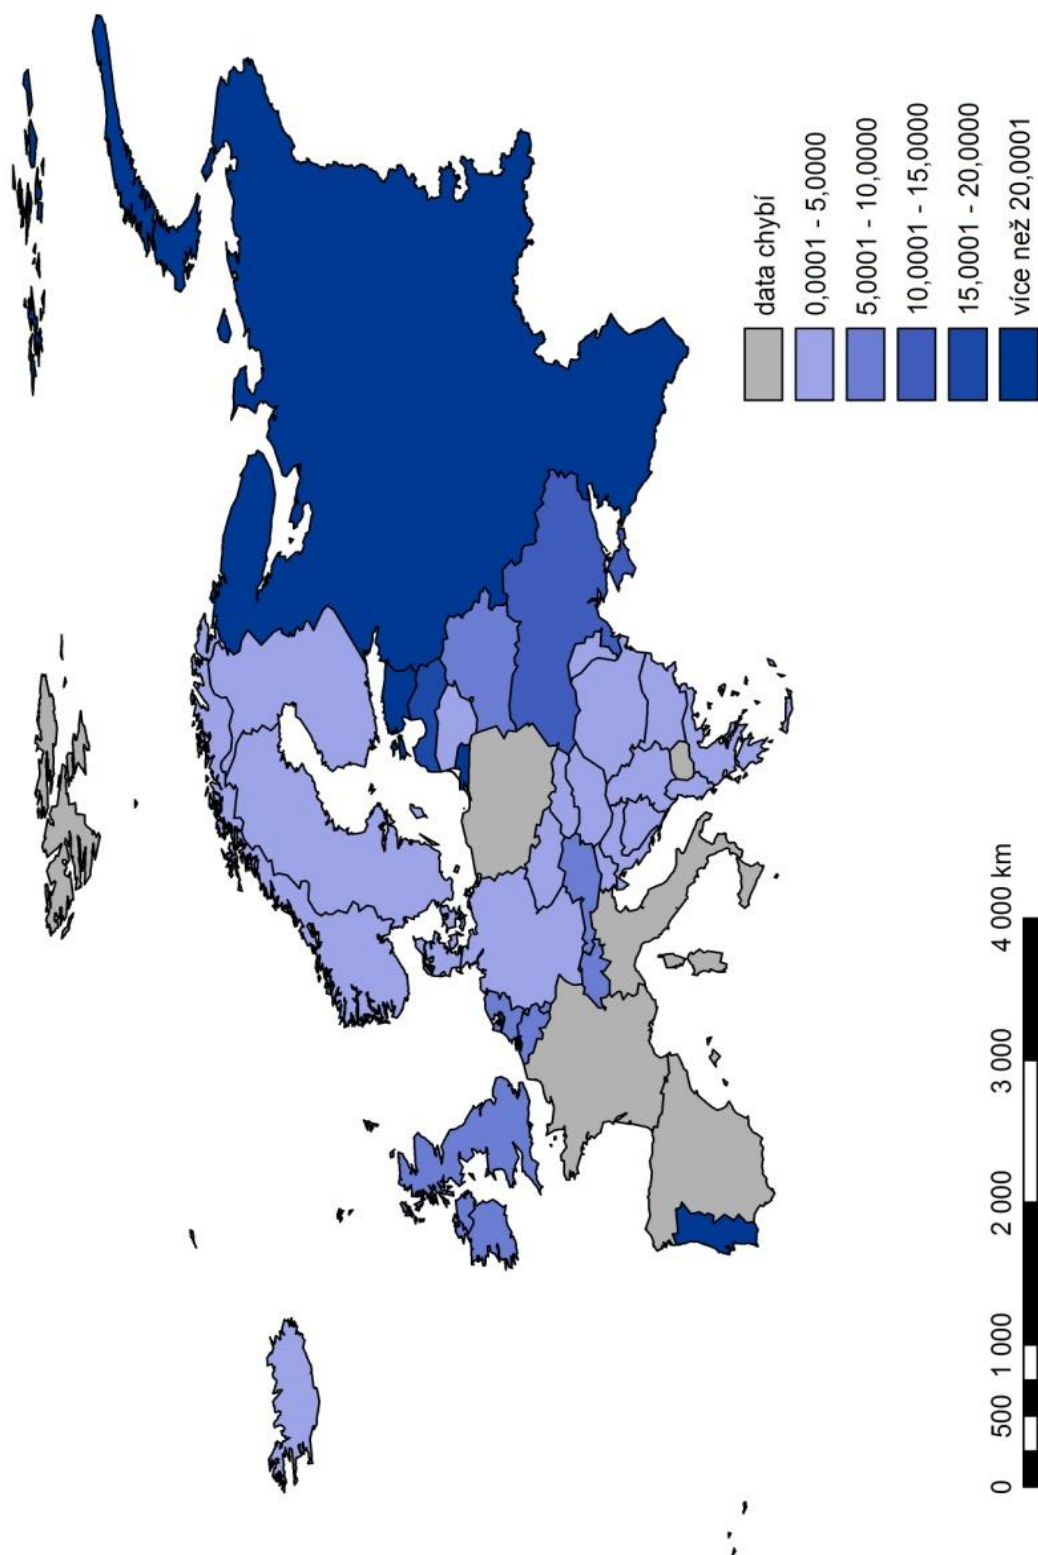 data chybí
0,0001 - 5,0000
5,0001 - 10,0000
10,0001 - 15,0000
15,0001 - 20,0000
více než 20,0001
0 500 1 000 2 000 3 000 4 000 km